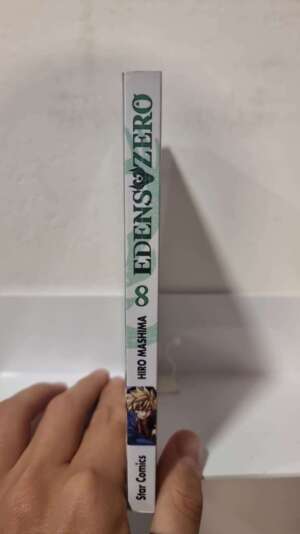 EDENS ZERO
8
HIRO MASHIMA
Star Comics